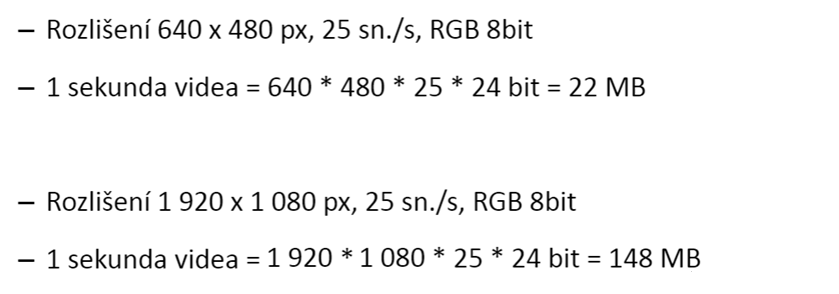 – Rozlišení 640 x 480 px, 25 sn./s, RGB 8bit
– 1 sekunda videa = 640 * 480 * 25 * 24 bit = 22 MB
– Rozlišení 1 920 x 1 080 px, 25 sn./s, RGB 8bit
– 1 sekunda videa = 1 920 * 1 080 * 25 * 24 bit = 148 MB